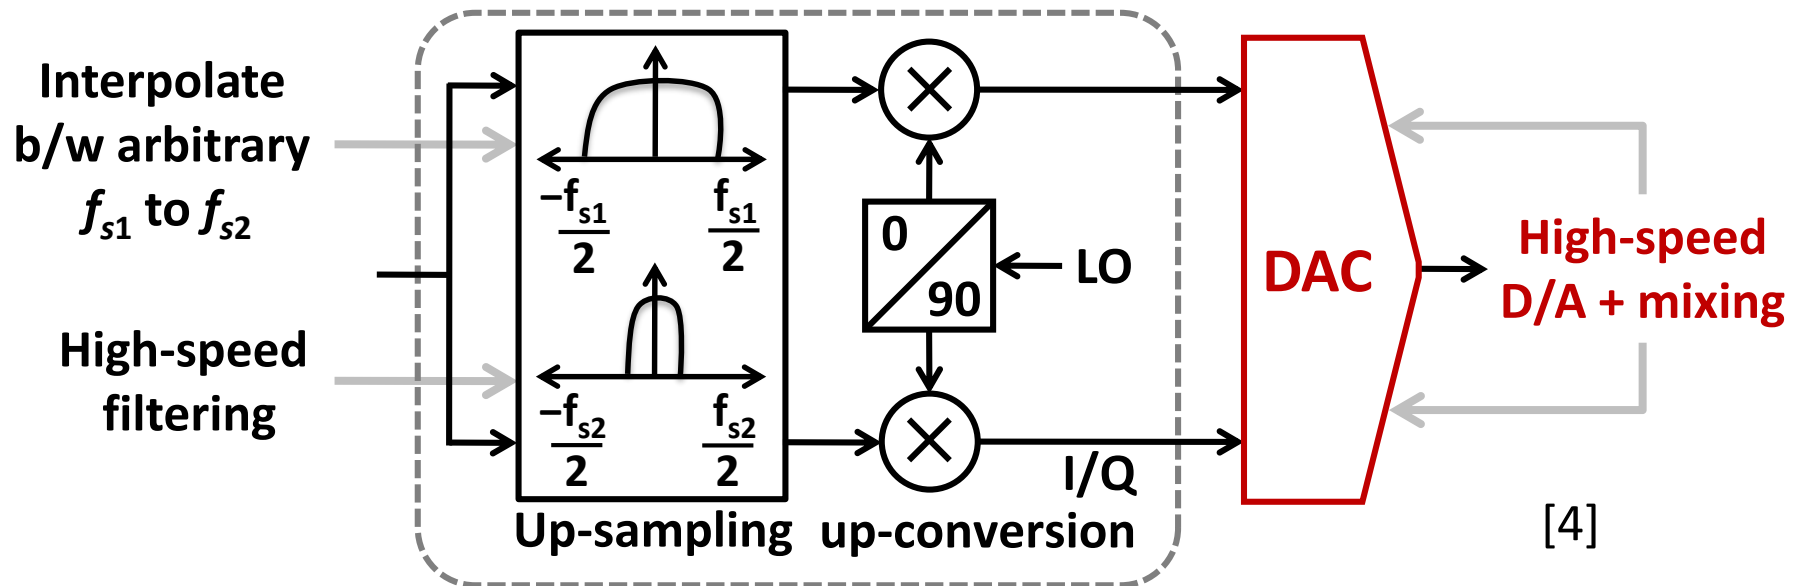 Interpolate
b/w arbitrary
fs1 to fs2
High-speed
filtering
−fs1
2
fs1
2
−fs2
2
fs2
2
Up-sampling
0
90
LO
I/Q
up-conversion
DAC
High-speed
D/A + mixing
[4]